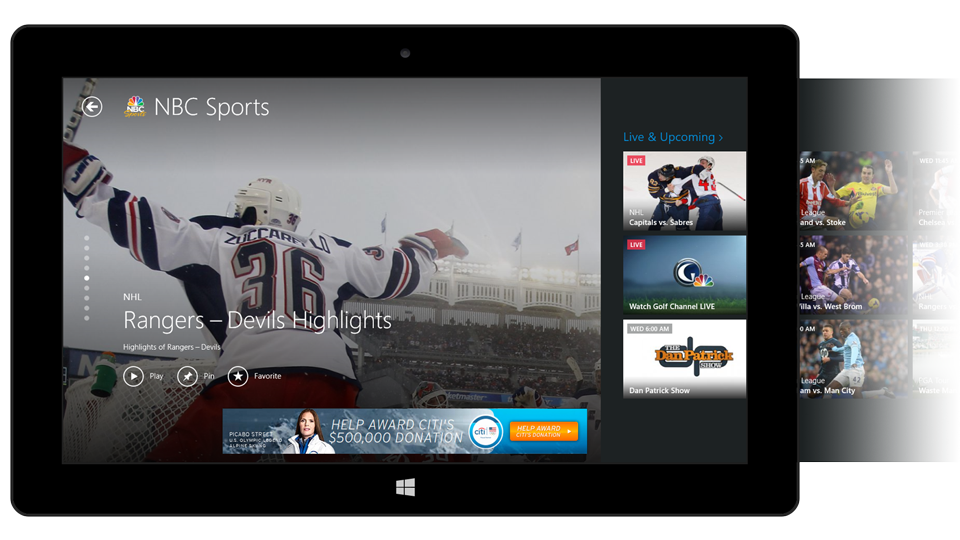 NBC Sports
ZUCCARELLO
36
NHL
Rangers – Devils Highlights
Highlights of Rangers – Devils
Play
Pin
Favorite
PICABO STREET
U.S. OLYMPIC LEGEND
ALPINE SKIING
HELP AWARD CITI'S
$500,000 DONATION
citi
HELP AWARD
CITI'S DONATION
Live & Upcoming ›
LIVE
NHL
Capitals vs. Sabres
LIVE
Watch Golf Channel LIVE
WED 6:00 AM
THE
Dan Patrick
SHOW
Dan Patrick Show
5 AM
League
and vs. Stoke
AM
illa vs. West Brom
0 AM
League
am vs. Man City
WED
Premier
Chelsea
Rangers